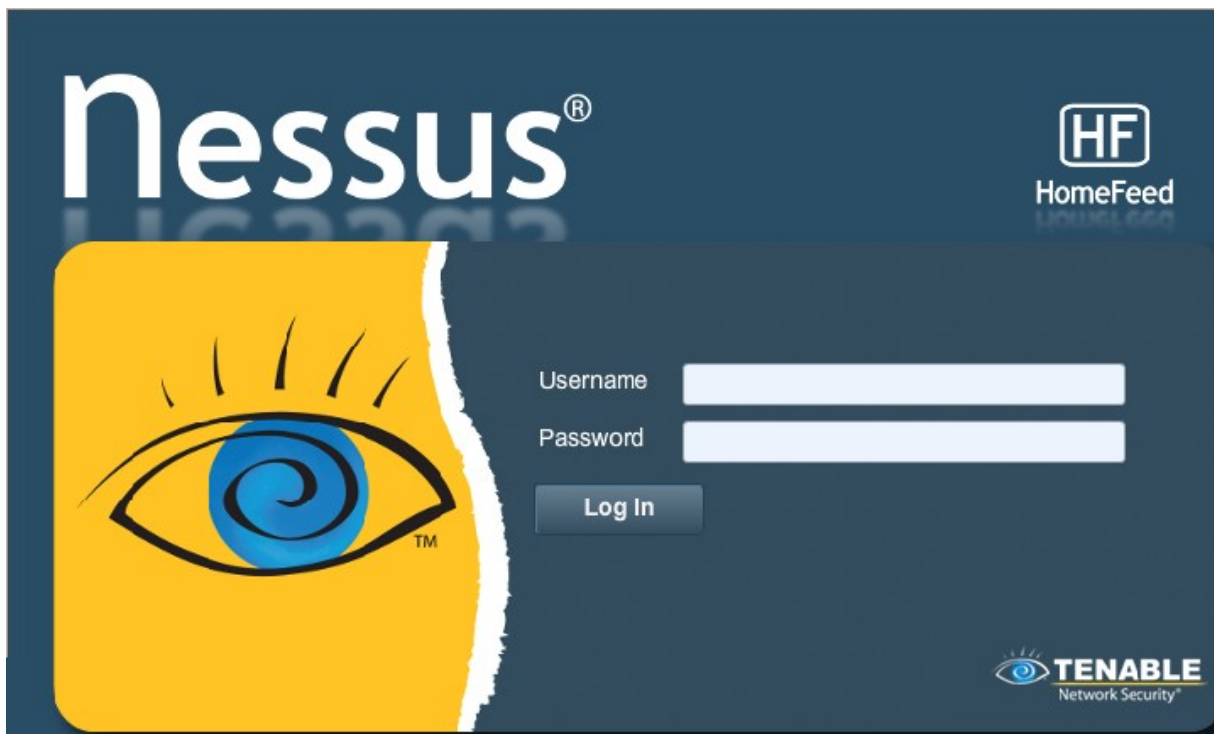 nessus®
HF
HomeFeed
Username
Password
Log In
TM
TENABLE
Network Security®